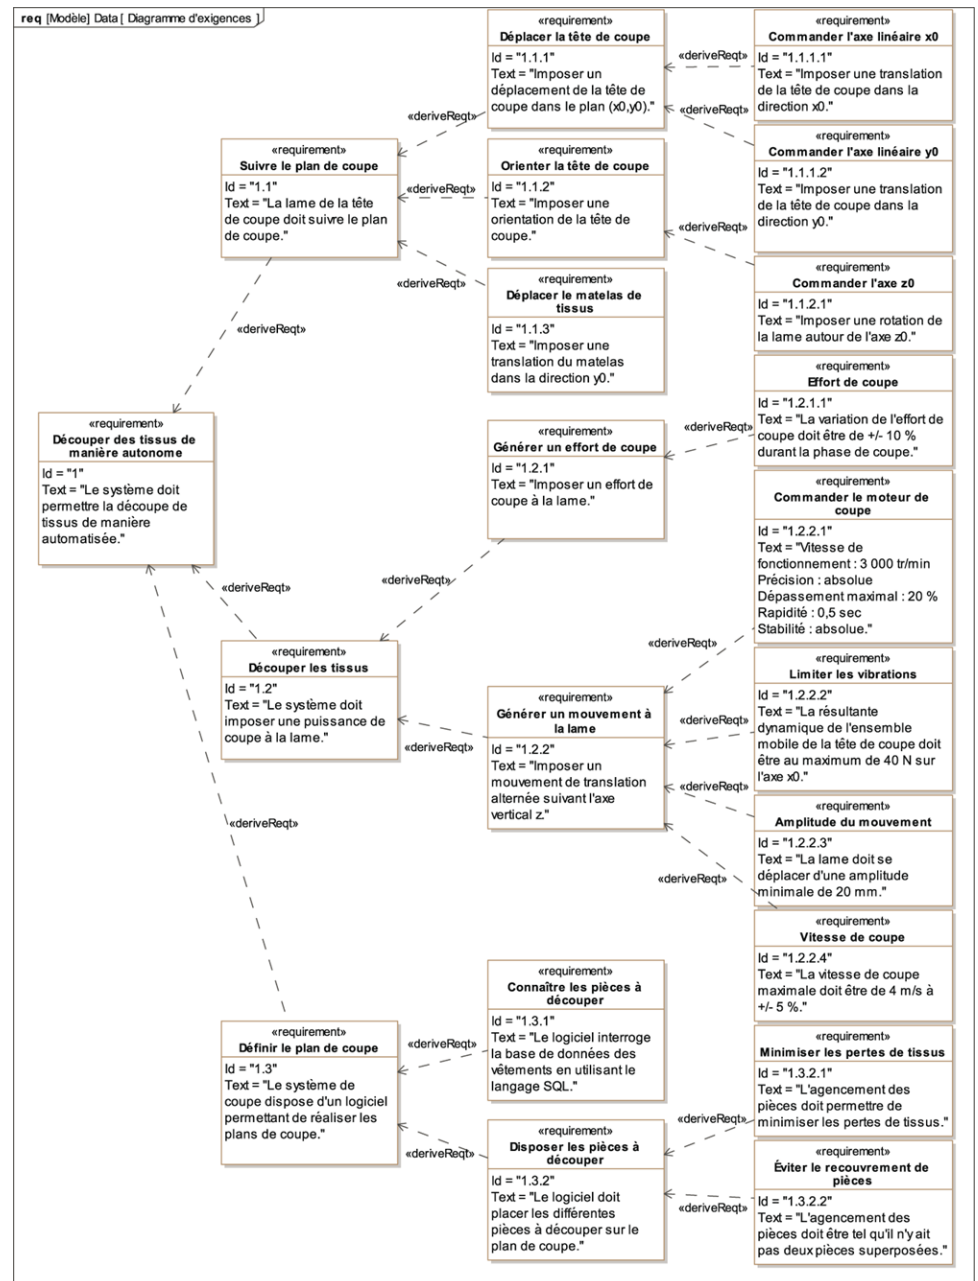 req [Modèle] Data [ Diagramme d'exigences ]
«requirement»
Déplacer la tête de coupe
Id = "1.1.1"
Text = "Imposer un
déplacement de la tête de
coupe dans le plan (x0,y0)."
«deriveReqt»
«requirement»
Commander l'axe linéaire x0
Id = "1.1.1.1"
Text = "Imposer une translation
de la tête de coupe dans la
direction x0."
«deriveReqt»
«deriveReqt»
«requirement»
Commander l'axe linéaire y0
Id = "1.1.1.2"
Text = "Imposer une translation
de la tête de coupe dans la
direction y0."
«requirement»
Suivre le plan de coupe
Id = "1.1"
Text = "La lame de la tête
de coupe doit suivre le plan
de coupe."
«deriveReqt»
«requirement»
Orienter la tête de coupe
Id = "1.1.2"
Text = "Imposer une
orientation de la tête de
coupe."
«deriveReqt»
«requirement»
Commander l'axe z0
Id = "1.1.2.1"
Text = "Imposer une rotation de
la lame autour de l'axe z0."
«deriveReqt»
«requirement»
Déplacer le matelas de
tissus
Id = "1.1.3"
Text = "Imposer une
translation du matelas
dans la direction y0."
«deriveReqt»
«requirement»
Effort de coupe
Id = "1.2.1.1"
Text = "La variation de l'effort de
coupe doit être de +/- 10 %
durant la phase de coupe."
«requirement»
Découper des tissus de
manière autonome
Id = "1"
Text = "Le système doit
permettre la découpe de
tissus de manière
automatisée."
«requirement»
Générer un effort de coupe
Id = "1.2.1"
Text = "Imposer un effort de
coupe à la lame."
«deriveReqt»
«requirement»
Commander le moteur de
coupe
Id = "1.2.2.1"
Text = "Vitesse de
fonctionnement : 3 000 tr/min
Précision : absolue
Dépassement maximal : 20 %
Rapidité : 0,5 sec
Stabilité : absolue."
«deriveReqt»
«deriveReqt»
«deriveReqt»
«requirement»
Découper les tissus
Id = "1.2"
Text = "Le système doit
imposer une puissance de
coupe à la lame."
«deriveReqt»
«requirement»
Générer un mouvement à
la lame
Id = "1.2.2"
Text = "Imposer un
mouvement de translation
alternée suivant l'axe
vertical z."
«deriveReqt»
«requirement»
Limiter les vibrations
Id = "1.2.2.2"
Text = "La résultante
dynamique de l'ensemble
mobile de la tête de coupe doit
être au maximum de 40 N sur
l'axe x0."
«deriveReqt»
«requirement»
Amplitude du mouvement
Id = "1.2.2.3"
Text = "La lame doit se
déplacer d'une amplitude
minimale de 20 mm."
«deriveReqt»
«deriveReqt»
«requirement»
Vitesse de coupe
Id = "1.2.2.4"
Text = "La vitesse de coupe
maximale doit être de 4 m/s à
+/- 5 %."
«requirement»
Connaître les pièces à
découper
Id = "1.3.1"
Text = "Le logiciel interroge
la base de données des
vêtements en utilisant le
langage SQL."
«requirement»
Définir le plan de coupe
Id = "1.3"
Text = "Le système de
coupe dispose d'un logiciel
permettant de réaliser les
plans de coupe."
«deriveReqt»
«requirement»
Minimiser les pertes de tissus
Id = "1.3.2.1"
Text = "L'agencement des
pièces doit permettre de
minimiser les pertes de tissus."
«deriveReqt»
«deriveReqt»
«requirement»
Disposer les pièces à
découper
Id = "1.3.2"
Text = "Le logiciel doit
placer les différentes
pièces à découper sur le
plan de coupe."
«deriveReqt»
«requirement»
Éviter le recouvrement de
pièces
Id = "1.3.2.2"
Text = "L'agencement des
pièces doit être tel qu'il n'y ait
pas deux pièces superposées."